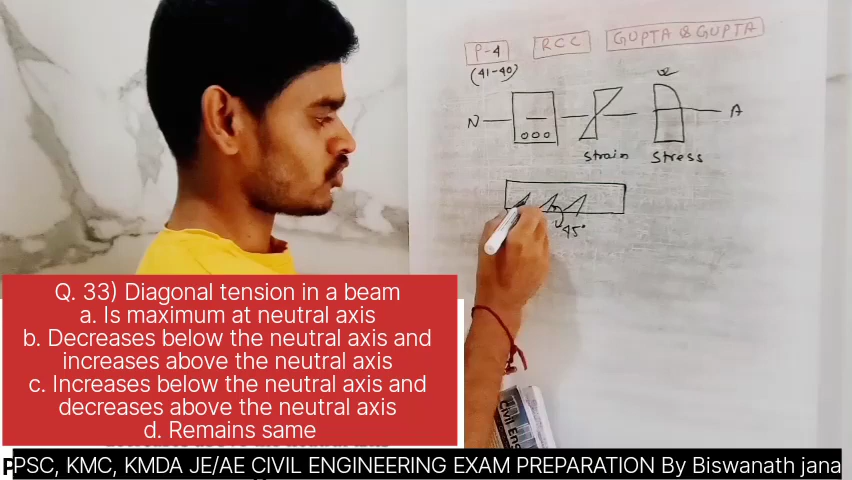 P-4 RCC GUPTA & GUPTA
(41-40)
N A
Strain Stress
45°
Q. 33) Diagonal tension in a beam
a. Is maximum at neutral axis
b. Decreases below the neutral axis and
increases above the neutral axis
c. Increases below the neutral axis and
decreases above the neutral axis
d. Remains same
PSC, KMC, KMDA JE/AE CIVIL ENGINEERING EXAM PREPARATION By Biswanath jana